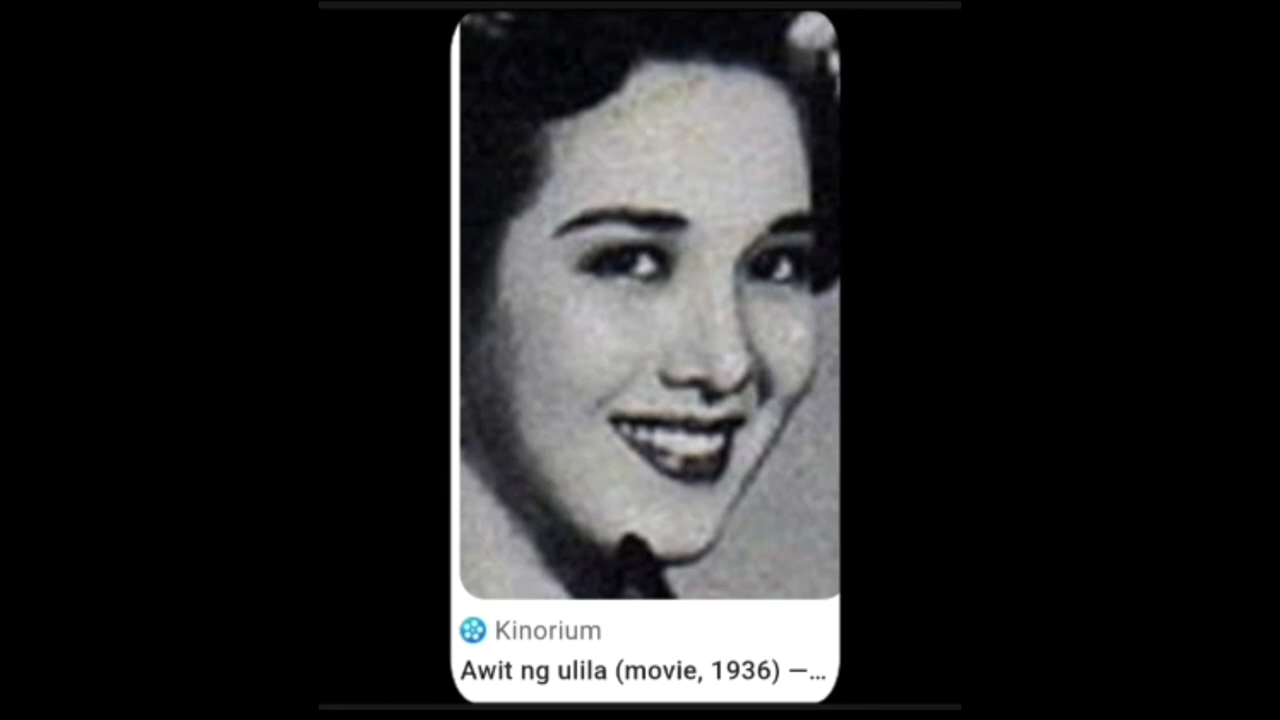 Kinorium
Awit ng ulila (movie, 1936) —...